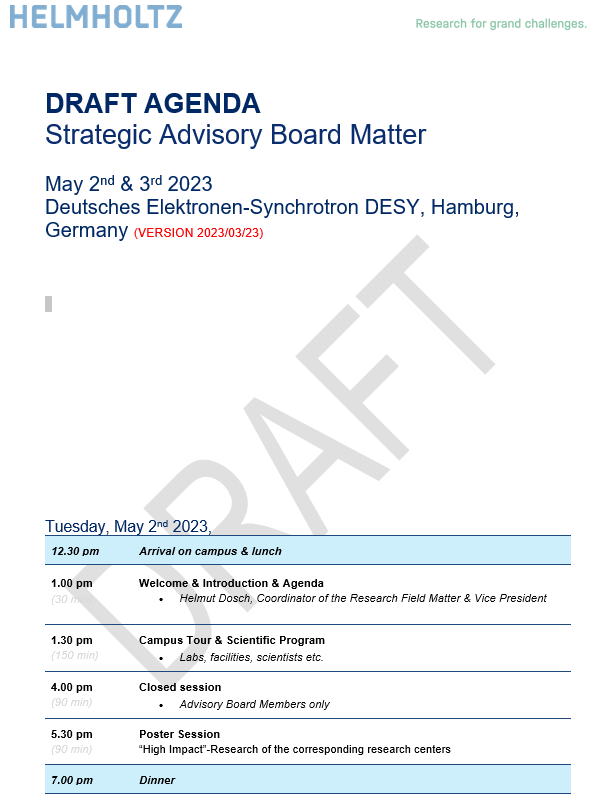 HELMHOLTZ
Research for grand challenges.
DRAFT AGENDA
Strategic Advisory Board Matter
May 2nd & 3rd 2023
Deutsches Elektronen-Synchrotron DESY, Hamburg,
Germany (VERSION 2023/03/23)
DRAFT
Tuesday, May 2nd 2023,
12.30 pm Arrival on campus & lunch
1.00 pm Welcome & Introduction & Agenda
(30 min) • Helmut Dosch, Coordinator of the Research Field Matter & Vice President
1.30 pm Campus Tour & Scientific Program
(150 min) • Labs, facilities, scientists etc.
4.00 pm Closed session
(90 min) • Advisory Board Members only
5.30 pm Poster Session
(90 min) “High Impact”-Research of the corresponding research centers
7.00 pm Dinner